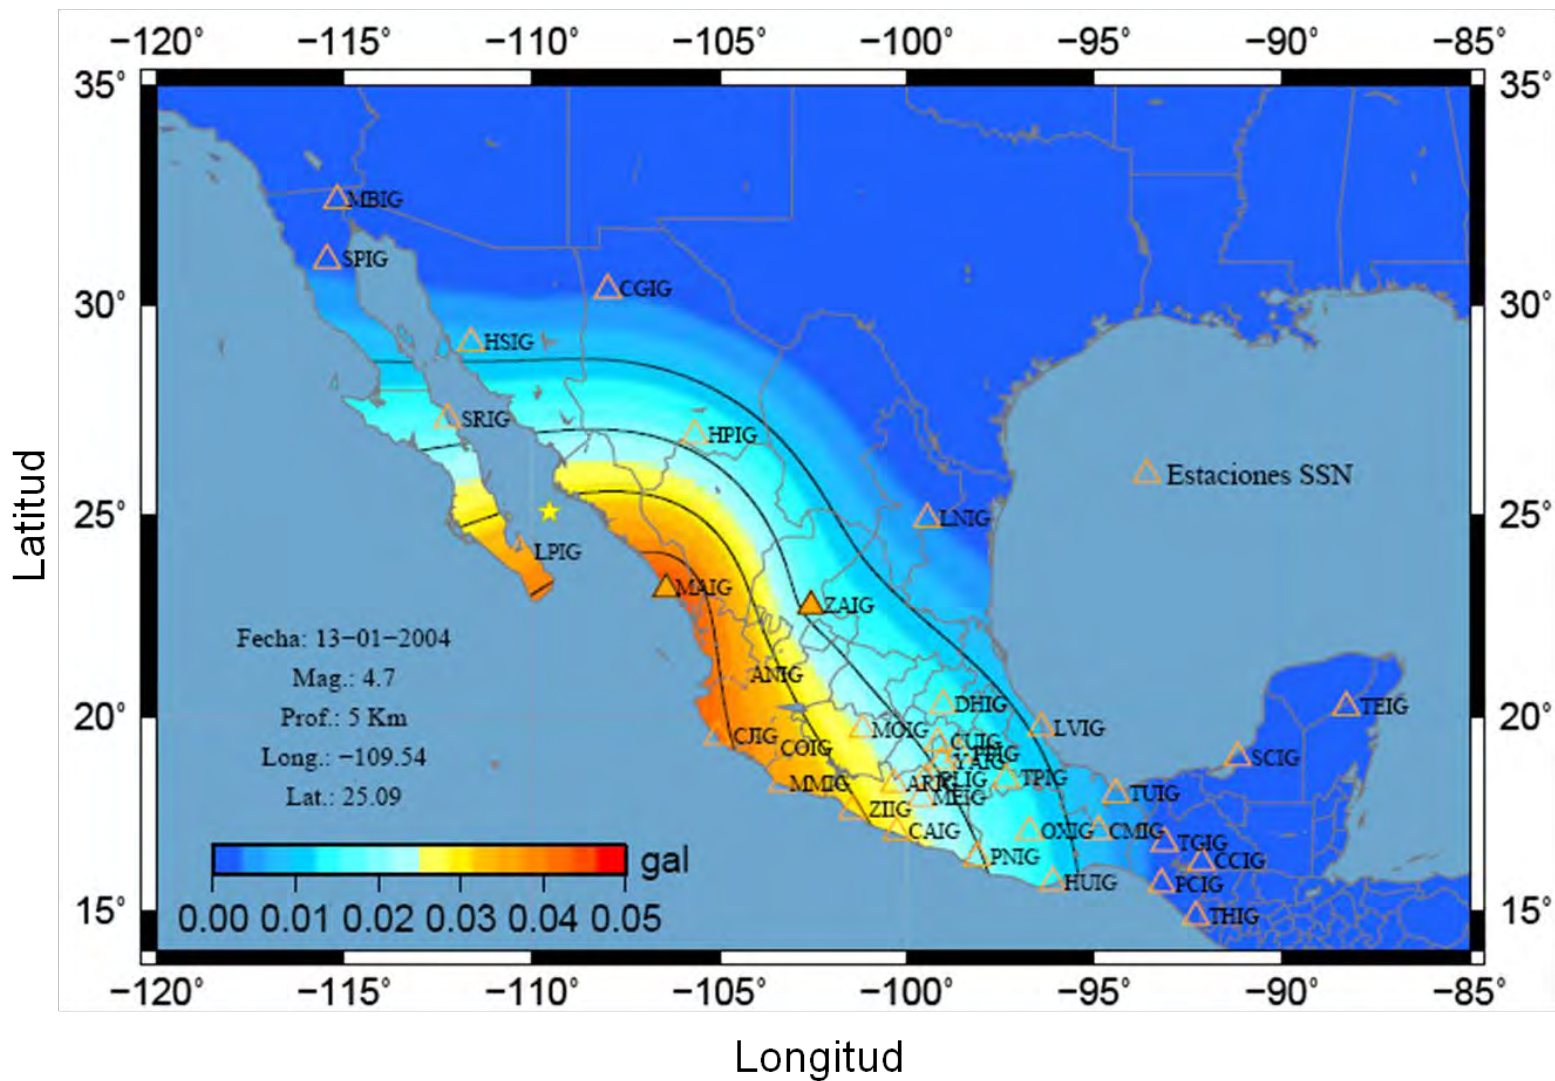 −120° −115° −110° −105° −100° −95° −90° −85°
35° 35°
MBIG
SPIG
CGIG
30° 30°
HSIG
SRIG
HPIG
Estaciones SSN
25° 25°
LNIG
LPIG
MAIG
ZAIG
Fecha: 13−01−2004
Mag.: 4.7
Prof.: 5 Km
Long.: −109.54
Lat.: 25.09
ANIG
DHIG
TEIG
20° 20°
MOIG
LVIG
CJIG
COIG
CUIG
SCIG
TPIG
MMIG
MEIG
TUIG
ZIIG
CAIG
OXIG
CMIG
TGIG
PNIG
CCIG
HUIG
PCIG
THIG
gal
0.00 0.01 0.02 0.03 0.04 0.05
15° 15°
−120° −115° −110° −105° −100° −95° −90° −85°
Latitud
Longitud